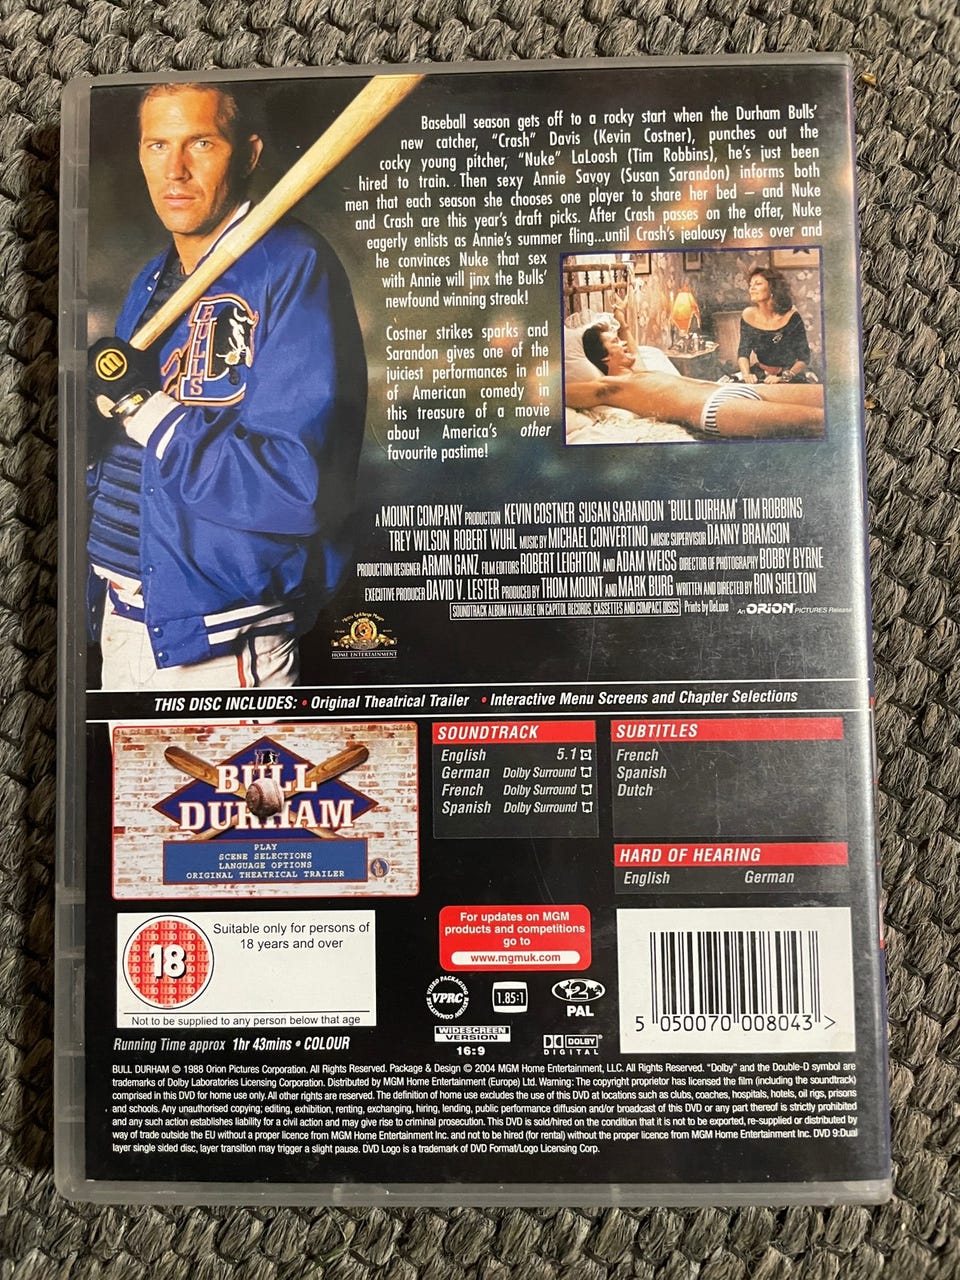 Baseball season gets off to a rocky start when the Durham Bulls'
new catcher, "Crash" Davis (Kevin Costner), punches out the
cocky young pitcher, "Nuke" LaLoosh (Tim Robbins), he's just been
hired to train. Then sexy Annie Savoy (Susan Sarandon) informs both
men that each season she chooses one player to share her bed – and Nuke
and Crash are this year's draft picks. After Crash passes on the offer, Nuke
eagerly enlists as Annie's summer fling...until Crash's jealousy takes over and
he convinces Nuke that sex
with Annie will jinx the Bulls'
newfound winning streak!
Costner strikes sparks and
Sarandon gives one of the
juiciest performances in all
of American comedy in
this treasure of a movie
about America's other
favourite pastime!
BULLS
A MOUNT COMPANY PRODUCTION KEVIN COSTNER SUSAN SARANDON "BULL DURHAM" TIM ROBBINS
TREY WILSON ROBERT WUHL MUSIC BY MICHAEL CONVERTINO MUSIC SUPERVISOR DANNY BRAMSON
PRODUCTION DESIGNER ARMIN GANZ FILM EDITORS ROBERT LEIGHTON AND ADAM WEISS DIRECTOR OF PHOTOGRAPHY BOBBY BYRNE
EXECUTIVE PRODUCER DAVID V. LESTER PRODUCED BY THOM MOUNT AND MARK BURG WRITTEN AND DIRECTED BY RON SHELTON
SOUNDTRACK ALBUM AVAILABLE ON CAPITOL RECORDS, CASSETTES AND COMPACT DISCS Prints by DeLuxe AN ORION PICTURES Release
HOME ENTERTAINMENT
THIS DISC INCLUDES: • Original Theatrical Trailer • Interactive Menu Screens and Chapter Selections
BULL
DURHAM
PLAY
SCENE SELECTIONS
LANGUAGE OPTIONS
ORIGINAL THEATRICAL TRAILER
SOUNDTRACK
English 5.1
German Dolby Surround
French Dolby Surround
Spanish Dolby Surround
SUBTITLES
French
Spanish
Dutch
HARD OF HEARING
English German
18
Suitable only for persons of
18 years and over
Not to be supplied to any person below that age
Running Time approx 1hr 43mins • COLOUR
For updates on MGM
products and competitions
go to
www.mgmuk.com
VIDEO PACKAGING REVIEW COMMITTEE
VPRC
1.85:1
2
PAL
WIDESCREEN
VERSION
16:9
DOLBY
DIGITAL
5 050070 008043 >
BULL DURHAM © 1988 Orion Pictures Corporation. All Rights Reserved. Package & Design © 2004 MGM Home Entertainment, LLC. All Rights Reserved. "Dolby" and the Double-D symbol are
trademarks of Dolby Laboratories Licensing Corporation. Distributed by MGM Home Entertainment (Europe) Ltd. Warning: The copyright proprietor has licensed the film (including the soundtrack)
comprised in this DVD for home use only. All other rights are reserved. The definition of home use excludes the use of this DVD at locations such as clubs, coaches, hospitals, hotels, oil rigs, prisons
and schools. Any unauthorised copying; editing, exhibition, renting, exchanging, hiring, lending, public performance diffusion and/or broadcast of this DVD or any part thereof is strictly prohibited
and any such action establishes liability for a civil action and may give rise to criminal prosecution. This DVD is sold/hired on the condition that it is not to be exported, re-supplied or distributed by
way of trade outside the EU without a proper licence from MGM Home Entertainment Inc. and not to be hired (for rental) without the proper licence from MGM Home Entertainment Inc. DVD 9:Dual
layer single sided disc, layer transition may trigger a slight pause. DVD Logo is a trademark of DVD Format/Logo Licensing Corp.